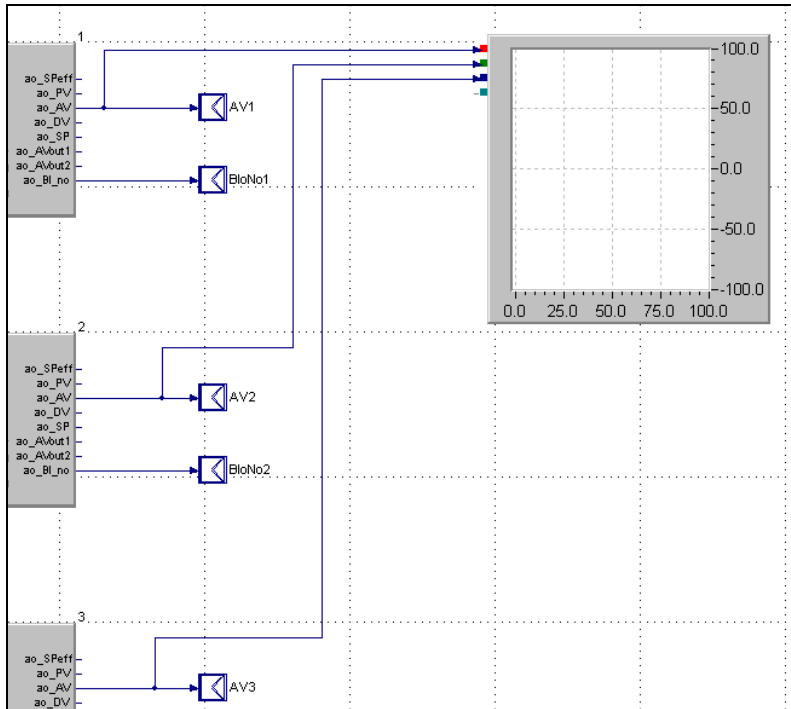 1
ao_SPeff
ao_PV
ao_AV
ao_DV
ao_SP
ao_AVout1
ao_AVout2
ao_Bl_no
AV1
BloNo1
100.0
50.0
0.0
-50.0
-100.0
0.0 25.0 50.0 75.0 100.0
2
ao_SPeff
ao_PV
ao_AV
ao_DV
ao_SP
ao_AVout1
ao_AVout2
ao_Bl_no
AV2
BloNo2
3
ao_SPeff
ao_PV
ao_AV
ao_DV
AV3